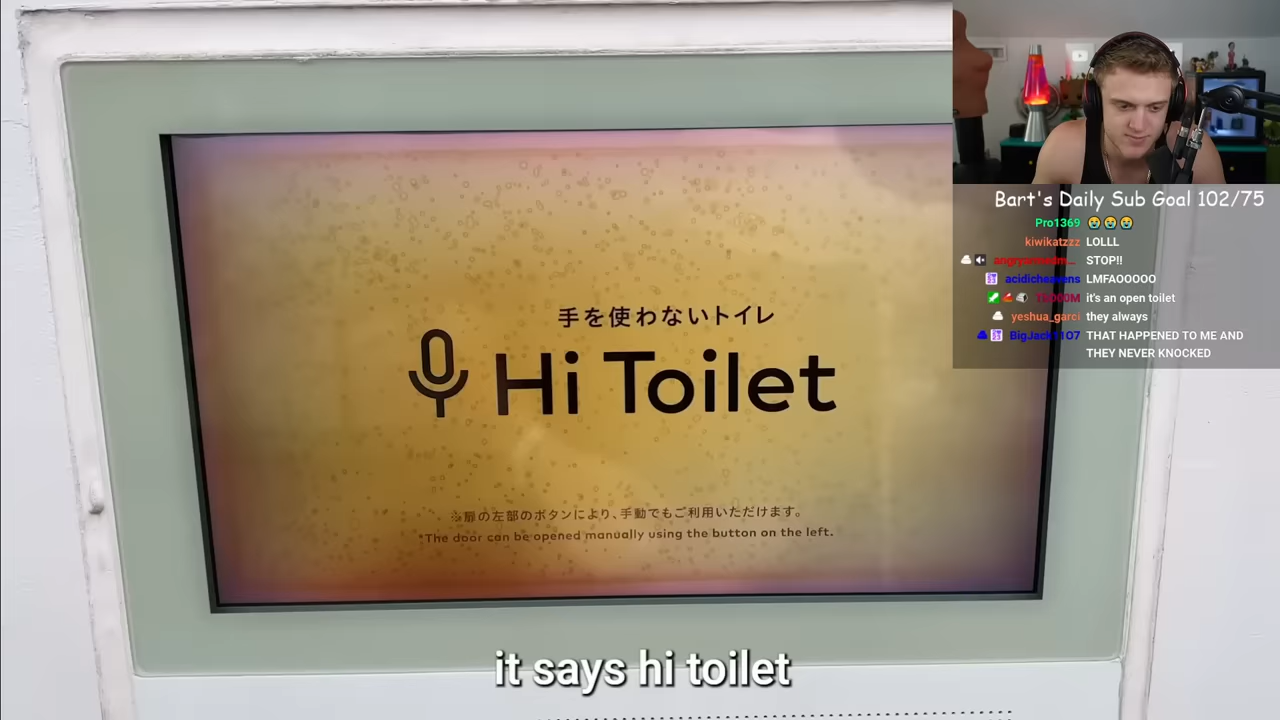 手を使わないトイレ
Hi Toilet
※扉の左部のボタンにより、手動でもご利用いただけます。
*The door can be opened manually using the button on the left.
it says hi toilet
Bart's Daily Sub Goal 102/75
Pro1369 😭😭😭
kiwikatzzz LOLLL
STOP!!
LMFAOOOOO
it's an open toilet
yeshua_garci they always
THAT HAPPENED TO ME AND
THEY NEVER KNOCKED